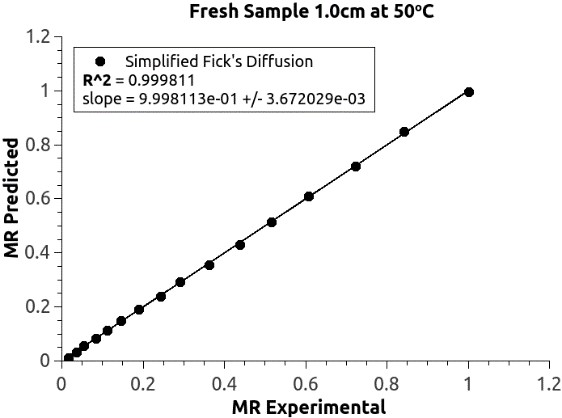 Fresh Sample 1.0cm at 50ºC
1.2
1
0.8
0.6
0.4
0.2
0
MR Predicted
Simplified Fick's Diffusion
R^2 = 0.999811
slope = 9.998113e-01 +/- 3.672029e-03
0 0.2 0.4 0.6 0.8 1 1.2
MR Experimental